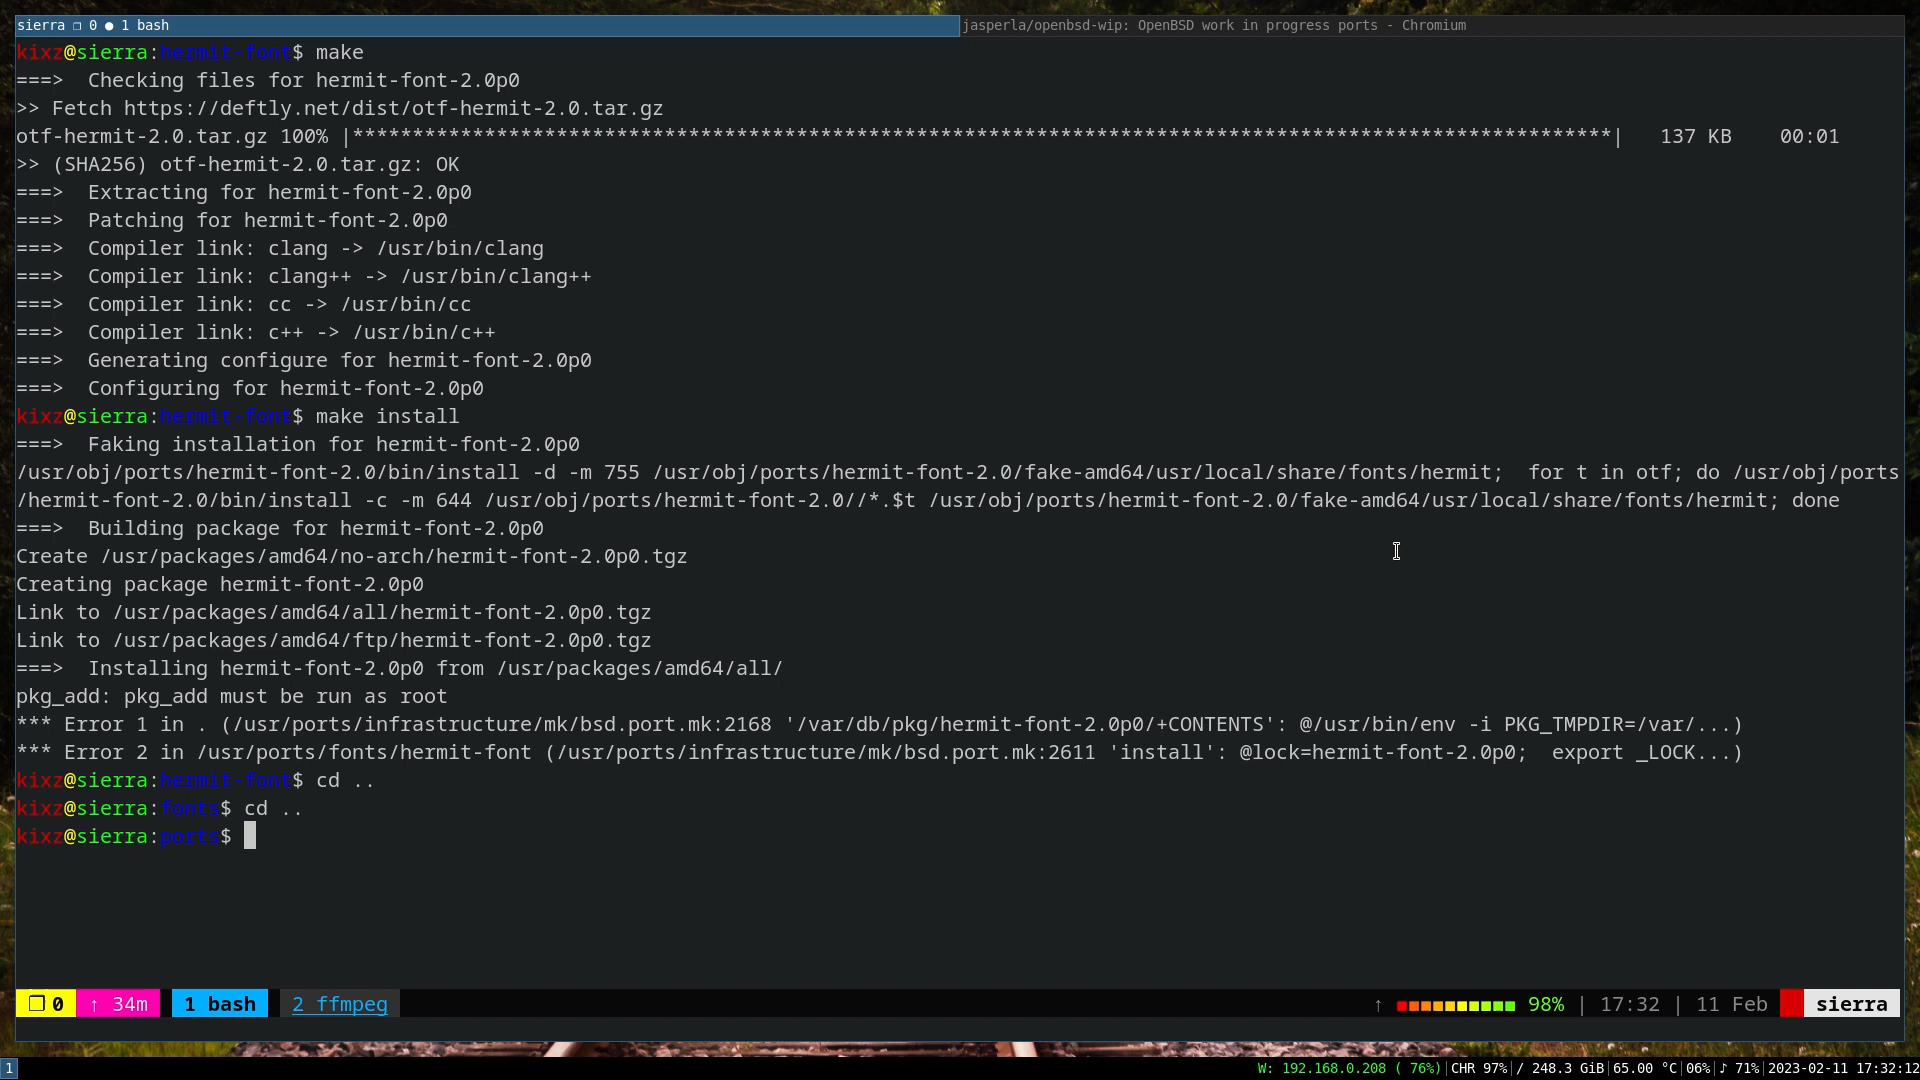 sierra ❐ 0 ● 1 bash
jasperla/openbsd-wip: OpenBSD work in progress ports - Chromium
kixz@sierra:hermit-font$ make
===>  Checking files for hermit-font-2.0p0
>> Fetch https://deftly.net/dist/otf-hermit-2.0.tar.gz
otf-hermit-2.0.tar.gz 100% |*********************************************************************************************************|   137 KB    00:01
>> (SHA256) otf-hermit-2.0.tar.gz: OK
===>  Extracting for hermit-font-2.0p0
===>  Patching for hermit-font-2.0p0
===>  Compiler link: clang -> /usr/bin/clang
===>  Compiler link: clang++ -> /usr/bin/clang++
===>  Compiler link: cc -> /usr/bin/cc
===>  Compiler link: c++ -> /usr/bin/c++
===>  Generating configure for hermit-font-2.0p0
===>  Configuring for hermit-font-2.0p0
kixz@sierra:hermit-font$ make install
===>  Faking installation for hermit-font-2.0p0
/usr/obj/ports/hermit-font-2.0/bin/install -d -m 755 /usr/obj/ports/hermit-font-2.0/fake-amd64/usr/local/share/fonts/hermit;  for t in otf; do /usr/obj/ports
/hermit-font-2.0/bin/install -c -m 644 /usr/obj/ports/hermit-font-2.0//*.$t /usr/obj/ports/hermit-font-2.0/fake-amd64/usr/local/share/fonts/hermit; done
===>  Building package for hermit-font-2.0p0
Create /usr/packages/amd64/no-arch/hermit-font-2.0p0.tgz
Creating package hermit-font-2.0p0
Link to /usr/packages/amd64/all/hermit-font-2.0p0.tgz
Link to /usr/packages/amd64/ftp/hermit-font-2.0p0.tgz
===>  Installing hermit-font-2.0p0 from /usr/packages/amd64/all/
pkg_add: pkg_add must be run as root
*** Error 1 in . (/usr/ports/infrastructure/mk/bsd.port.mk:2168 '/var/db/pkg/hermit-font-2.0p0/+CONTENTS': @/usr/bin/env -i PKG_TMPDIR=/var/...)
*** Error 2 in /usr/ports/fonts/hermit-font (/usr/ports/infrastructure/mk/bsd.port.mk:2611 'install': @lock=hermit-font-2.0p0;  export _LOCK...)
kixz@sierra:hermit-font$ cd ..
kixz@sierra:fonts$ cd ..
kixz@sierra:ports$
❐ 0 ↑ 34m 1 bash 2 ffmpeg ↑ 98% | 17:32 | 11 Feb sierra
1 W: 192.168.0.208 ( 76%)|CHR 97%|/ 248.3 GiB|65.00 °C|06%|♪ 71%|2023-02-11 17:32:12